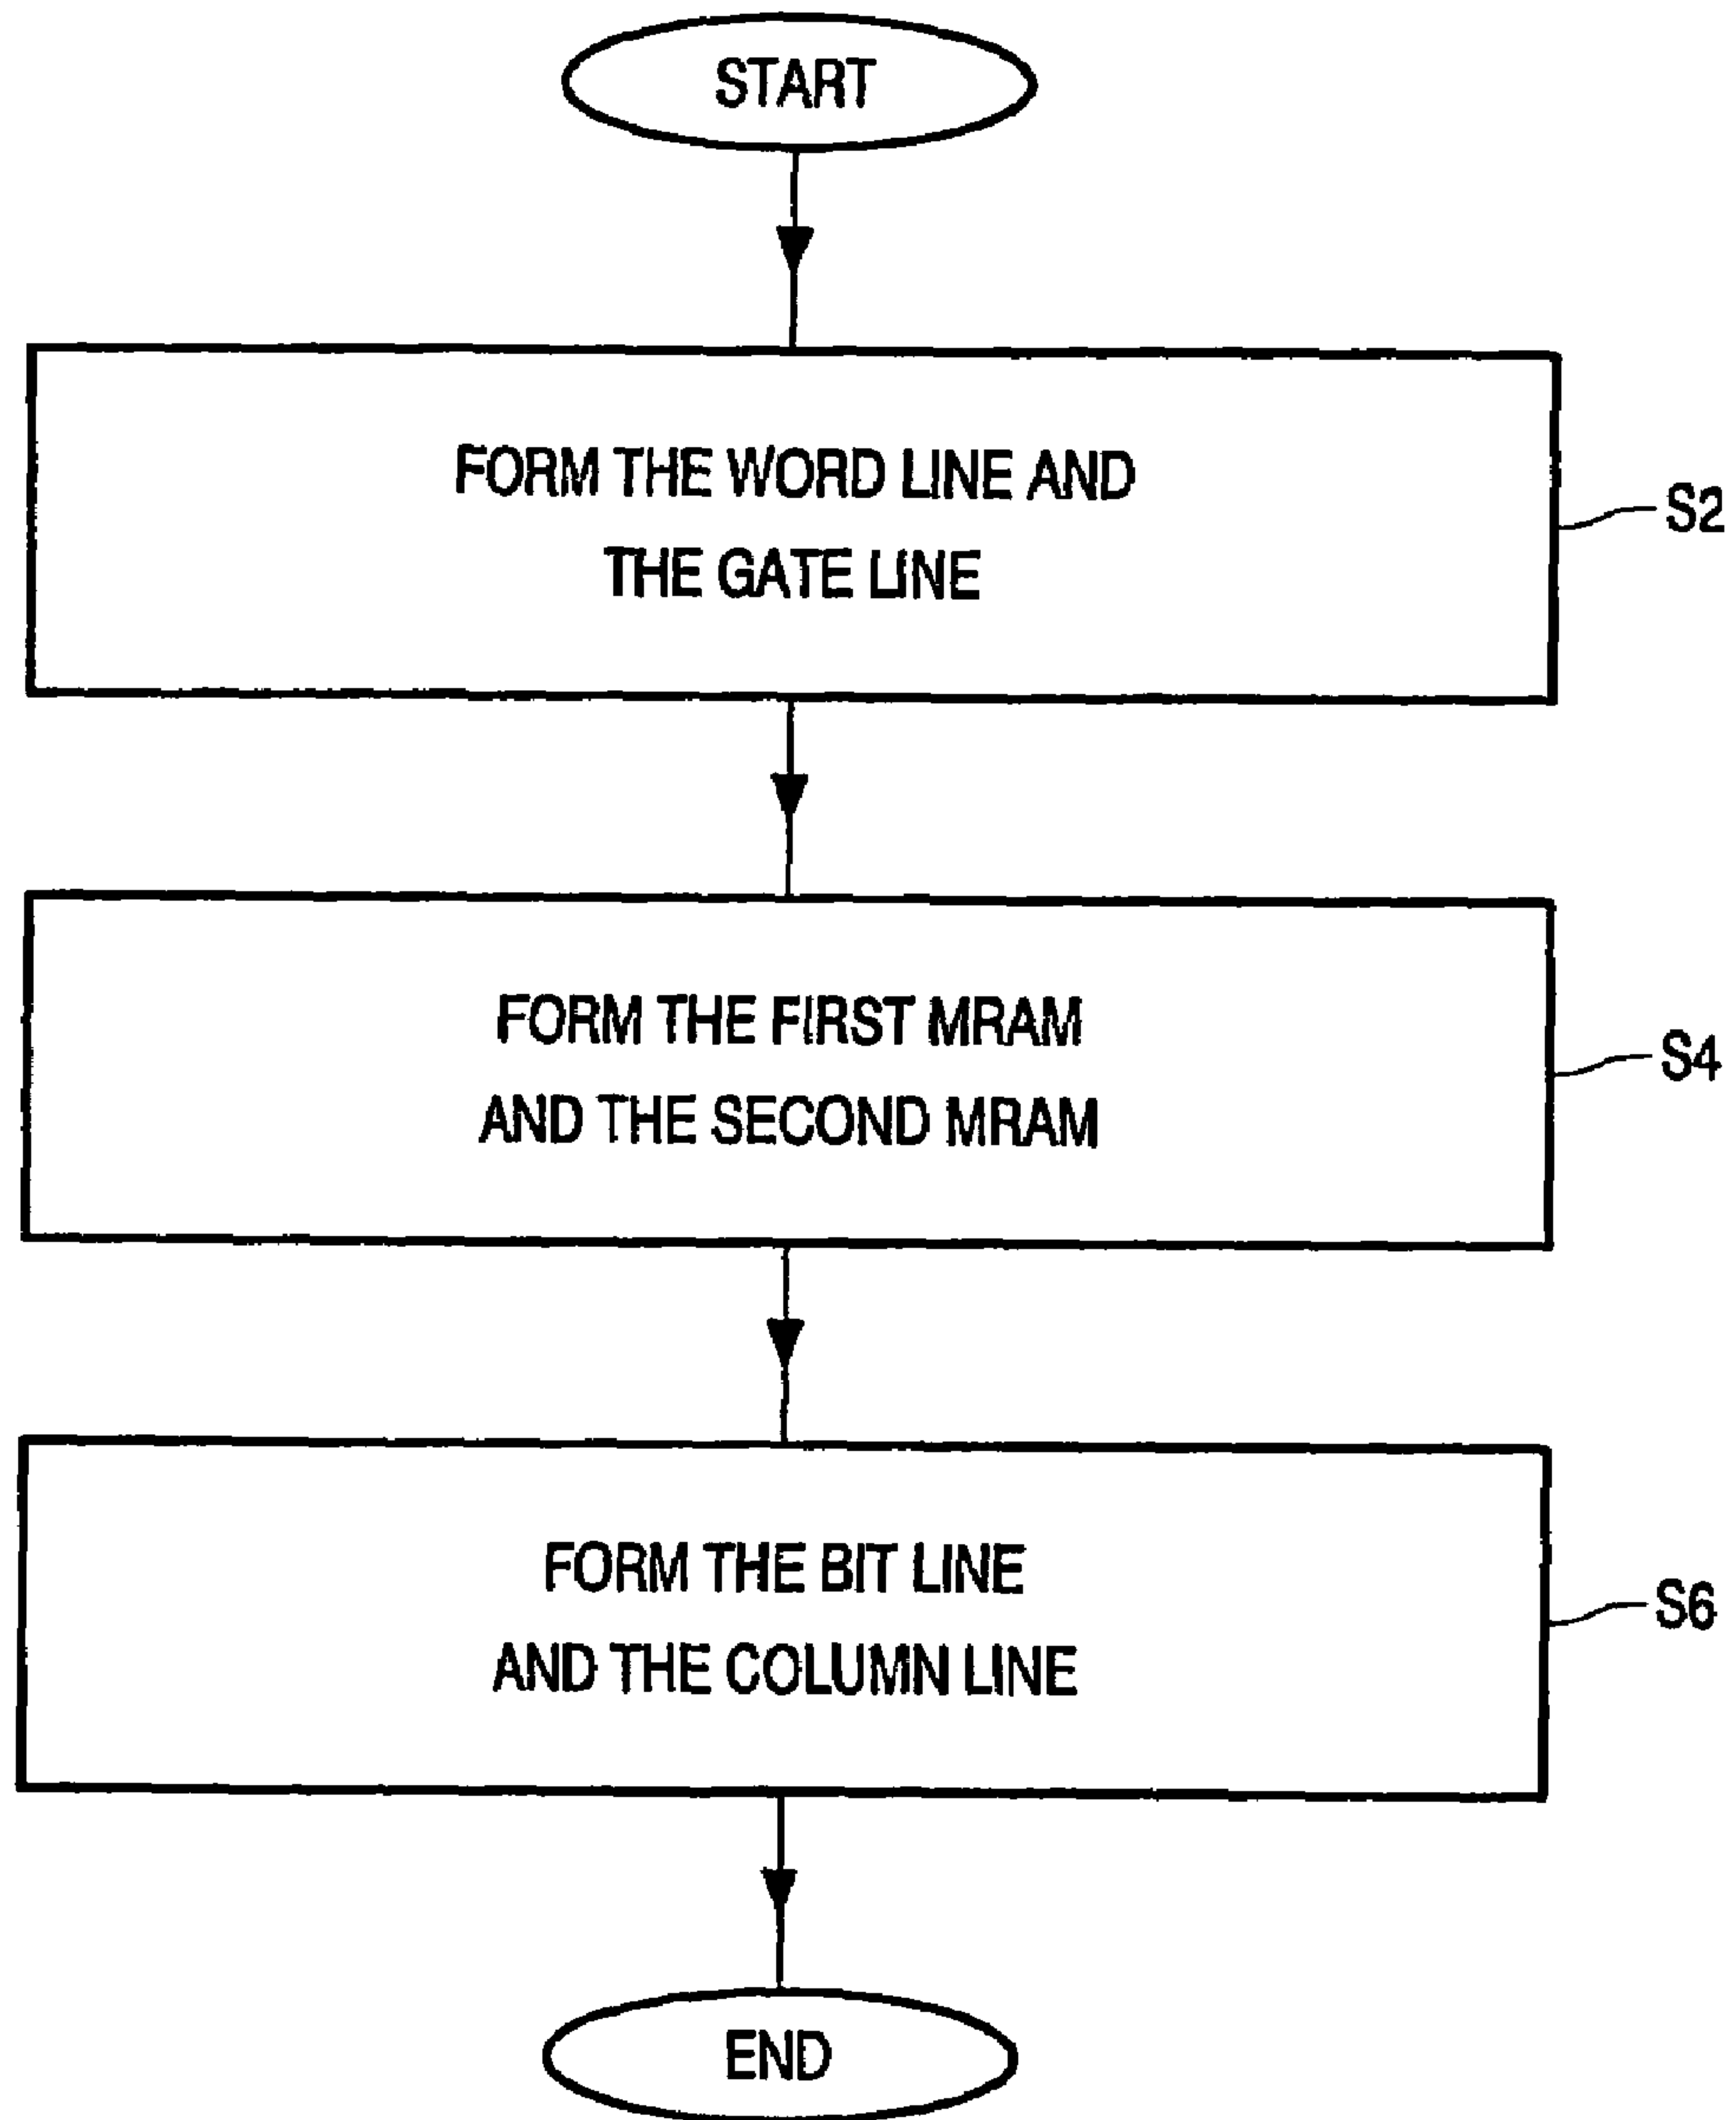 START
FORM THE WORD LINE AND
THE GATE LINE
S2
FORM THE FIRST MRAM
AND THE SECOND MRAM
S4
FORM THE BIT LINE
AND THE COLUMN LINE
S6
END